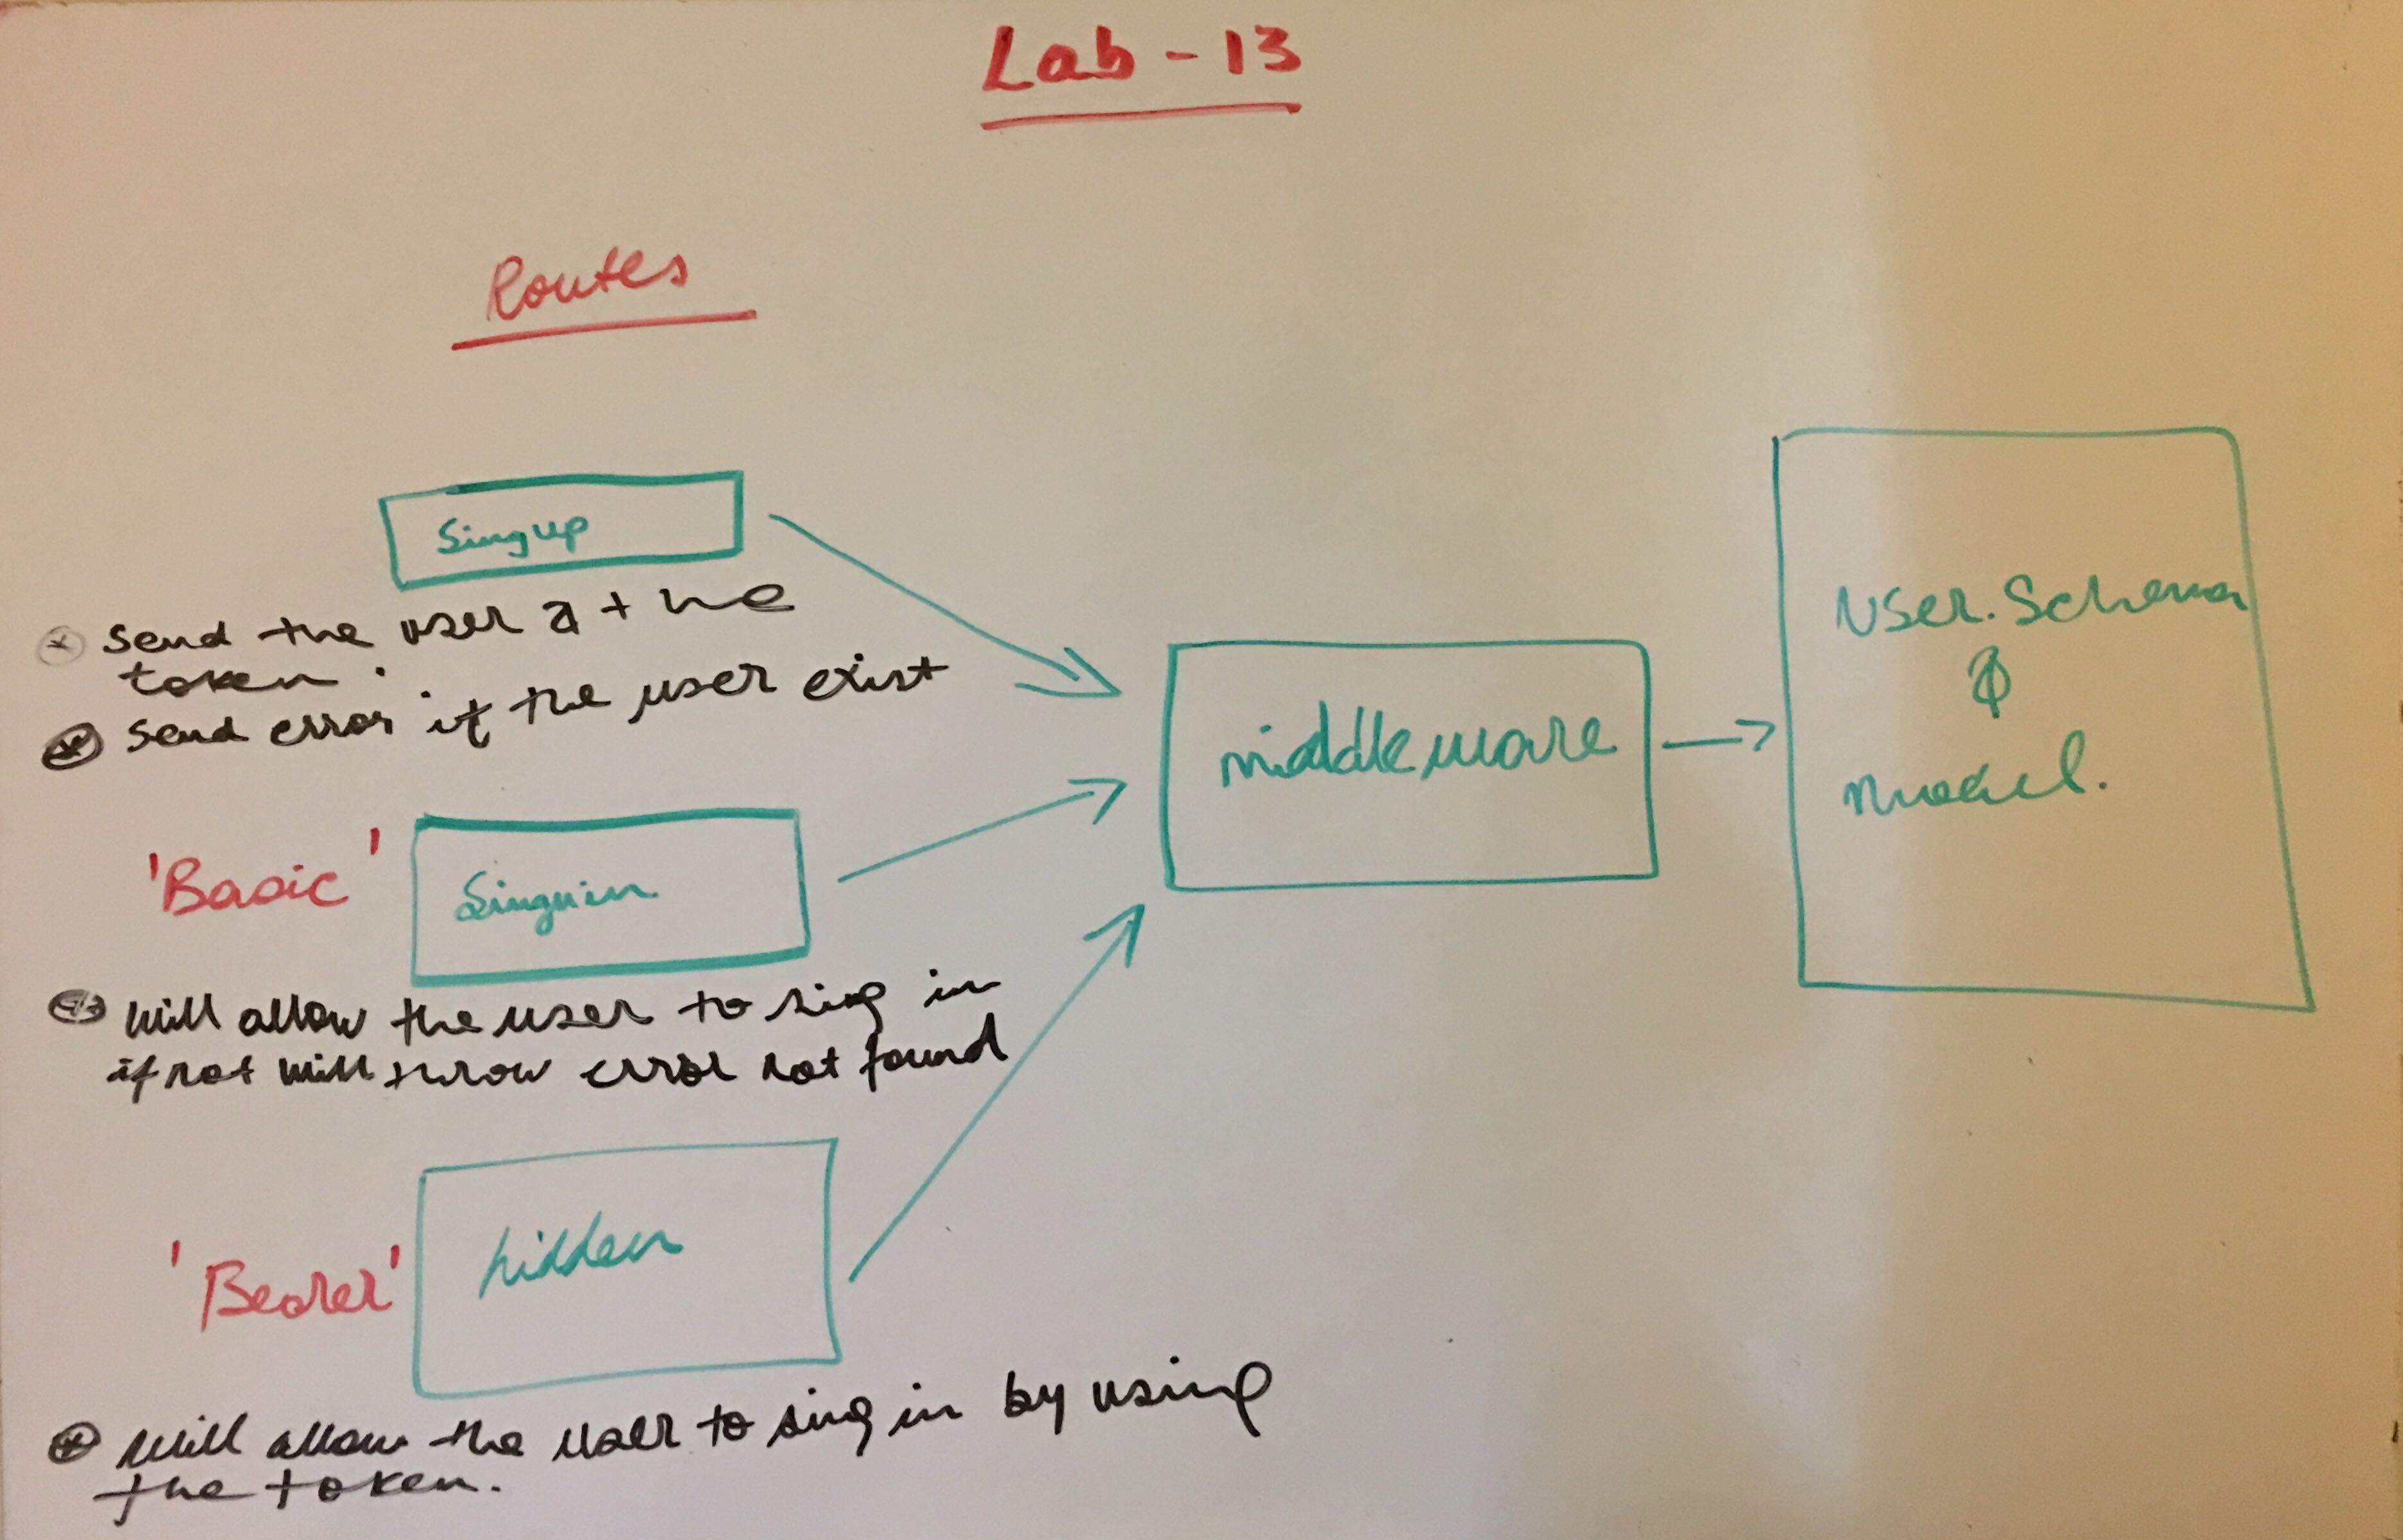 Lab - 13
Routes
Singup
send the user & the
token.
send error if the user exist
'Basic'
Singin
will allow the user to sing in
if not will throw error not found
'Bearer'
hidden
will allow the user to sing in by using
the token.
middleware
User.Schema
&
model.